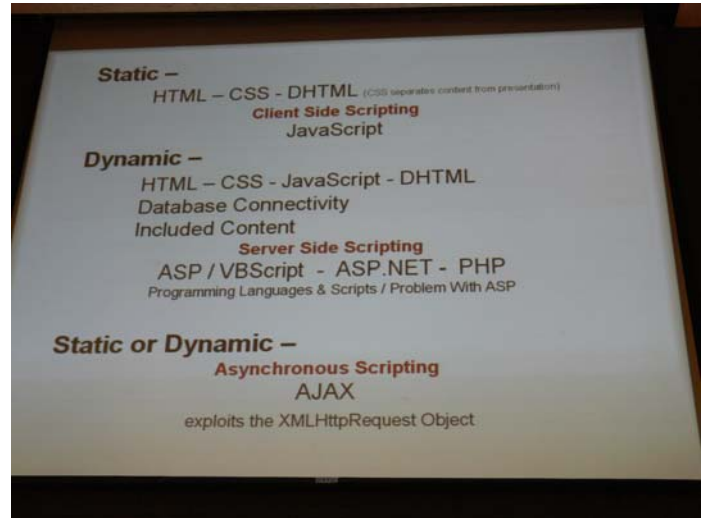 Static –
HTML – CSS - DHTML (CSS separates content from presentation)
Client Side Scripting
JavaScript
Dynamic –
HTML – CSS - JavaScript - DHTML
Database Connectivity
Included Content
Server Side Scripting
ASP / VBScript - ASP.NET - PHP
Programming Languages & Scripts / Problem With ASP
Static or Dynamic –
Asynchronous Scripting
AJAX
exploits the XMLHttpRequest Object